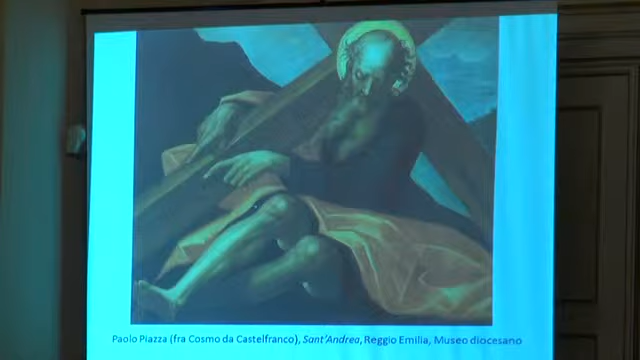 Paolo Piazza (fra Cosmo da Castelfranco), Sant'Andrea, Reggio Emilia, Museo diocesano